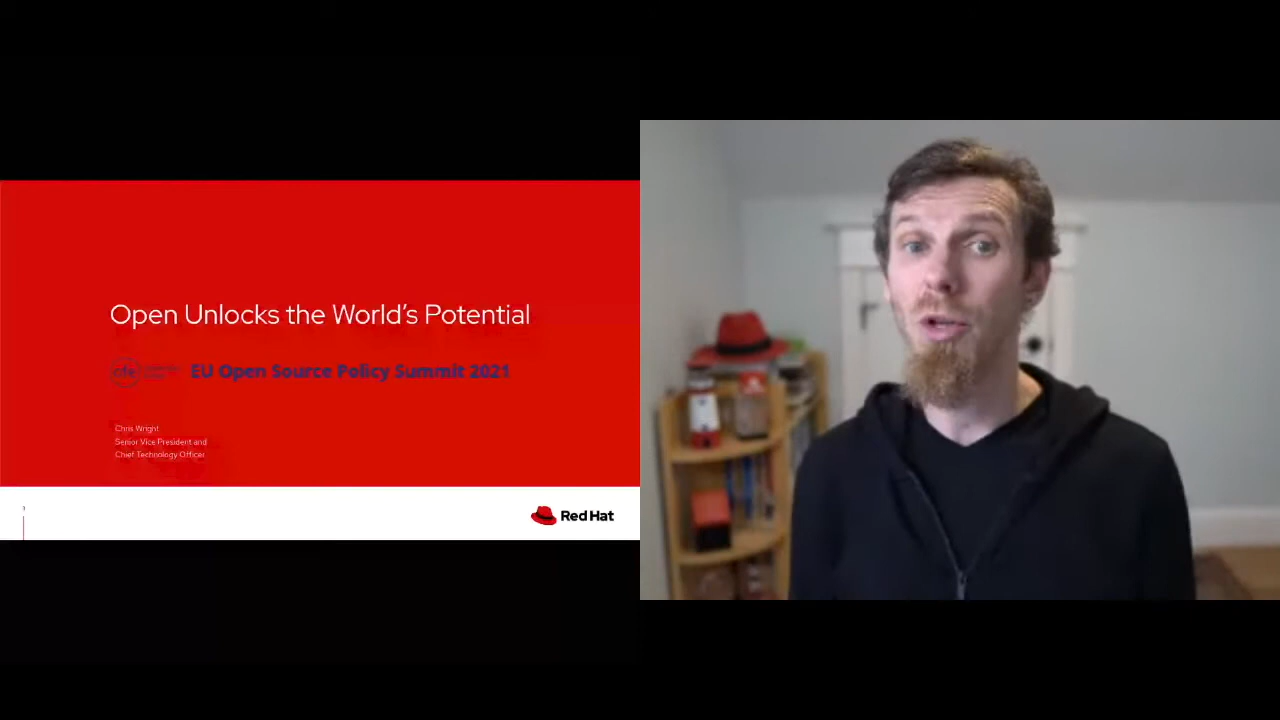 Open Unlocks the World's Potential
EU Open Source Policy Summit 2021
Chris Wright
Senior Vice President and
Chief Technology Officer
Red Hat